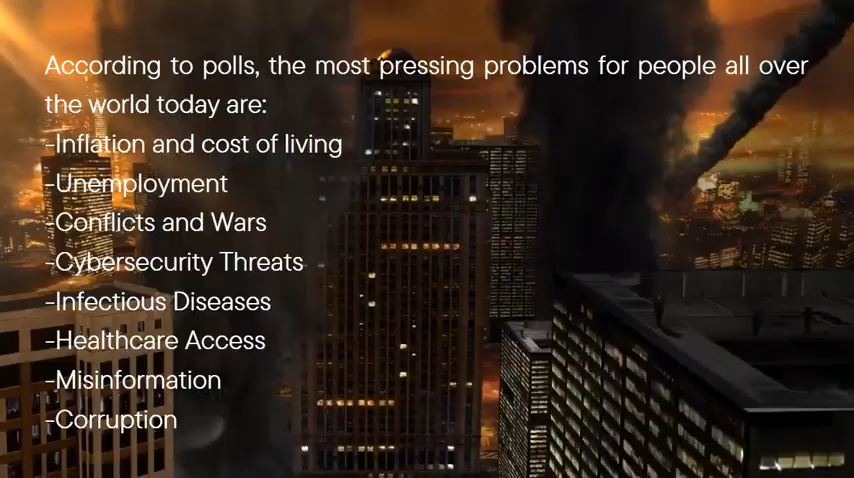 According to polls, the most pressing problems for people all over
the world today are:
-Inflation and cost of living
-Unemployment
-Conflicts and Wars
-Cybersecurity Threats
-Infectious Diseases
-Healthcare Access
-Misinformation
-Corruption